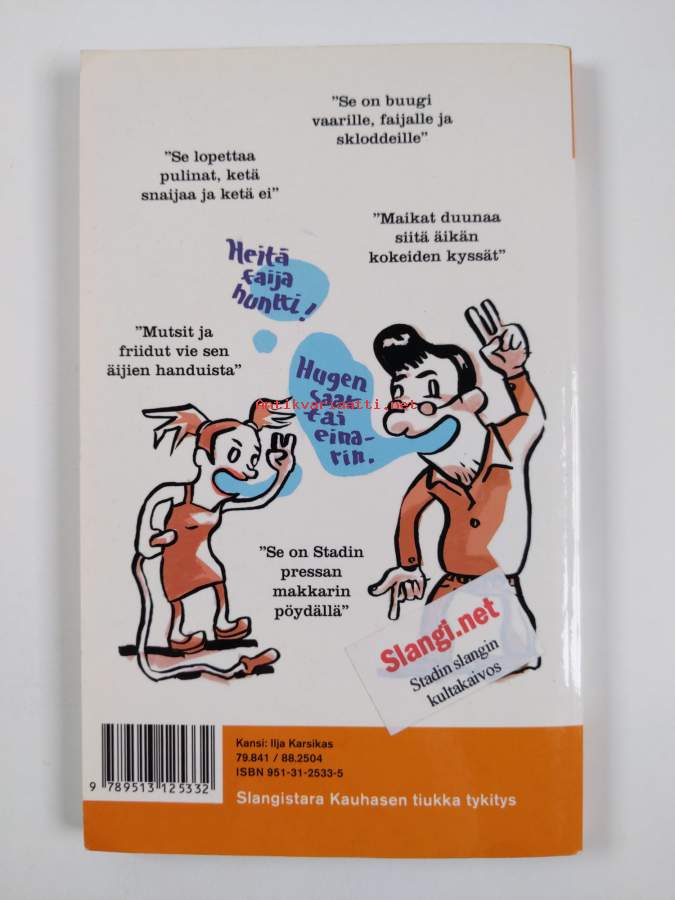 "Se on buugi
vaarille, faijalle ja
skloddeille"
"Se lopettaa
pulinat, ketä
snaijaa ja ketä ei"
"Maikat duunaa
siitä äikän
kokeiden kyssät"
Heitä
faija
huntti!
"Mutsit ja
friidut vie sen
äijien handuista"
Hugen
saat
tai
eina-
rin.
antikvariaatti.net
"Se on Stadin
pressan
makkarin
pöydällä"
Slangi.net
Stadin slangin
kultakaivos
Kansi: Ilja Karsikas
79.841 / 88.2504
ISBN 951-31-2533-5
9 789513 125332
Slangistara Kauhasen tiukka tykitys